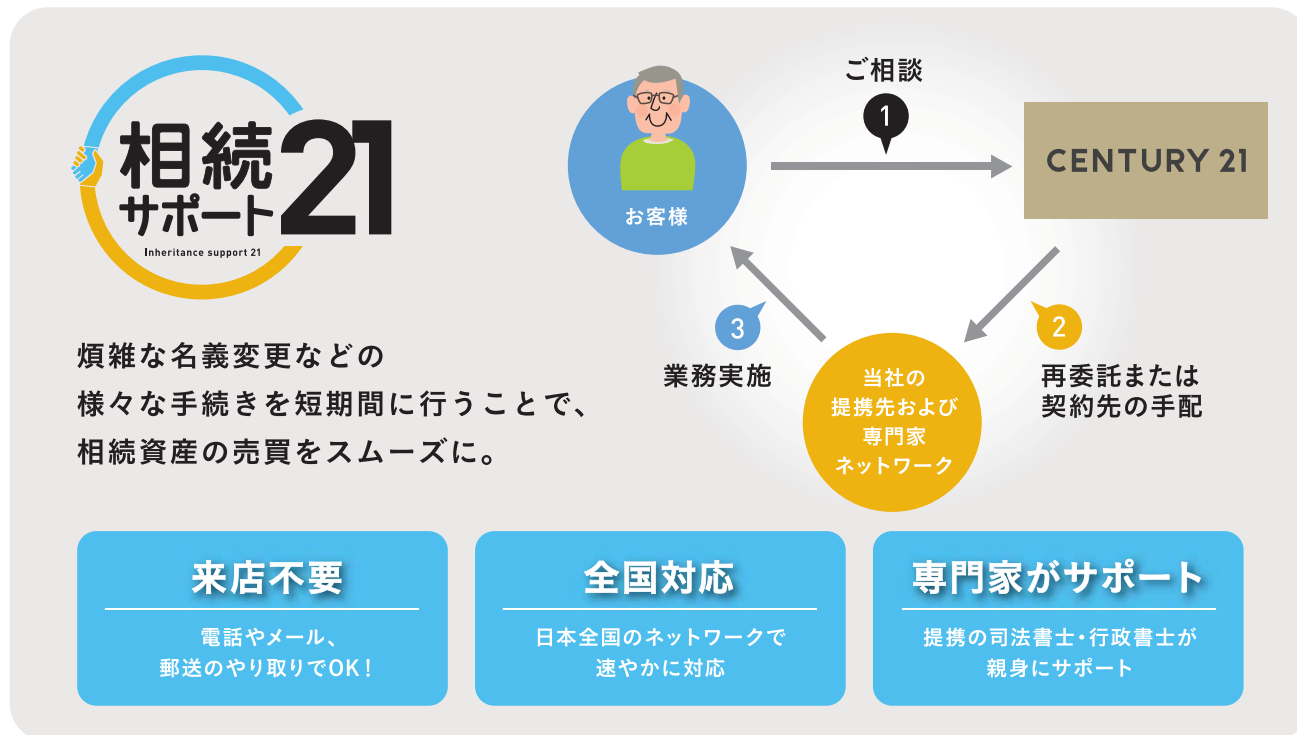 相続
サポート
21
Inheritance support 21
煩雑な名義変更などの
様々な手続きを短期間に行うことで、
相続資産の売買をスムーズに。
お客様
ご相談
1
CENTURY 21
2
再委託または
契約先の手配
当社の
提携先および
専門家
ネットワーク
3
業務実施
来店不要
電話やメール、
郵送のやり取りでOK!
全国対応
日本全国のネットワークで
速やかに対応
専門家がサポート
提携の司法書士・行政書士が
親身にサポート